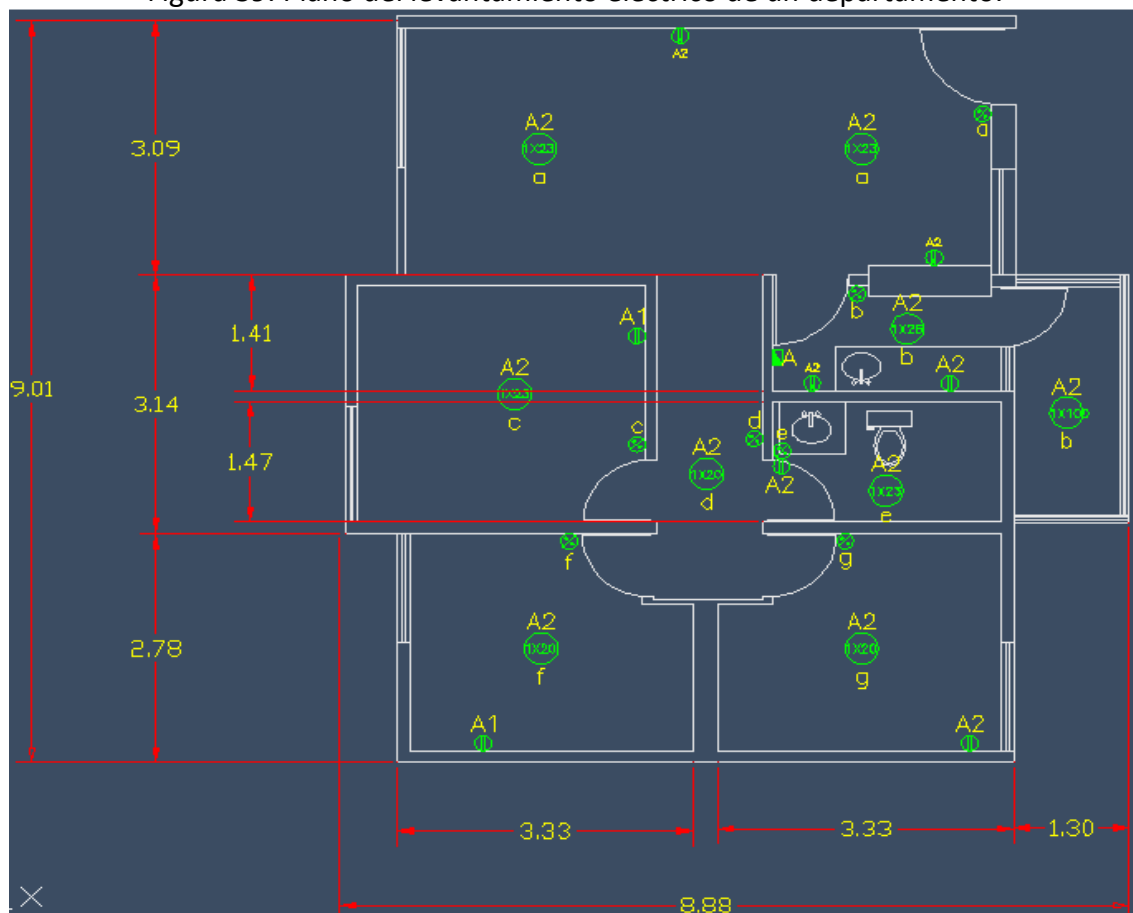 Figura 39. Plano del levantamiento eléctrico de un departamento.
A2
a
A2
1X23
a
A2
1X23
a
3.09
A2
b
A2
1X26
b
A1
1.41
A
A2
A2
9.01
A2
1X23
c
3.14
A2
1X100
b
c
d
e
1.47
A2
1X20
d
A2
A2
1X23
e
f
g
A2
1X20
f
A2
1X20
g
2.78
A1
A2
3.33
3.33
1.30
X
8.88